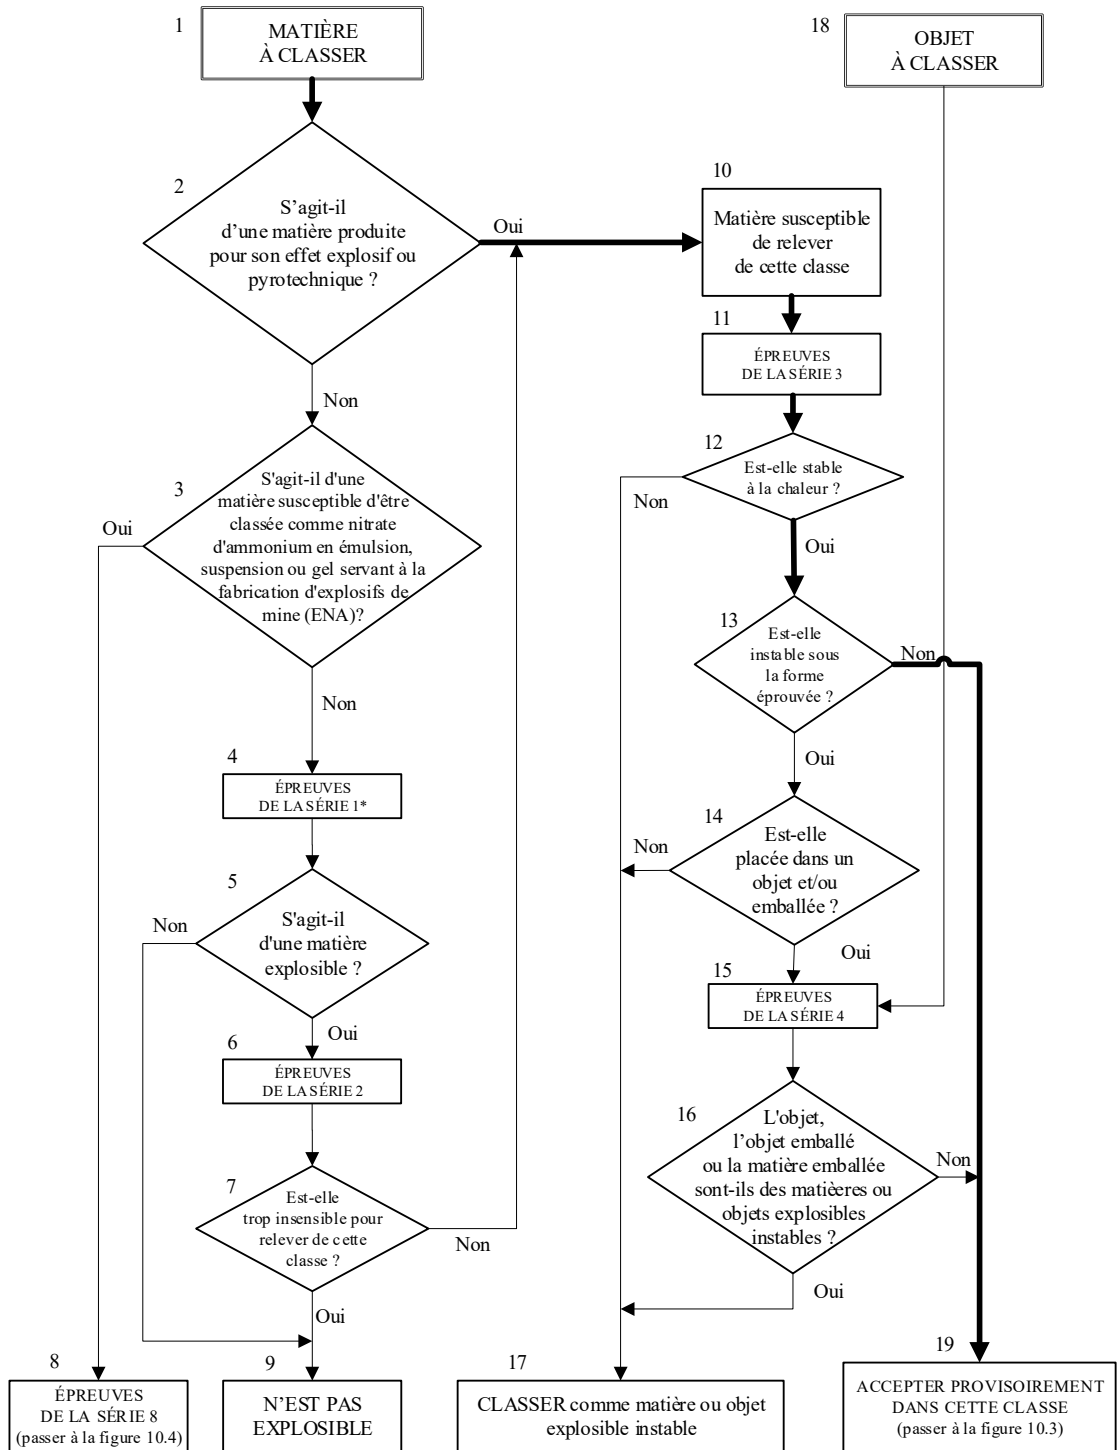 1
MATIÈRE
À CLASSER
2
S’agit-il
d’une matière produite
pour son effet explosif ou
pyrotechnique ?
Oui
Non
3
S'agit-il d'une
matière susceptible d'être
classée comme nitrate
d'ammonium en émulsion,
suspension ou gel servant à la
fabrication d'explosifs de
mine (ENA)?
Oui
Non
4
ÉPREUVES
DE LA SÉRIE 1*
5
S'agit-il
d'une matière
explosible ?
Non
Oui
6
ÉPREUVES
DE LA SÉRIE 2
7
Est-elle
trop insensible pour
relever de cette
classe ?
Non
Oui
8
ÉPREUVES
DE LA SÉRIE 8
(passer à la figure 10.4)
9
N’EST PAS
EXPLOSIBLE
10
Matière susceptible
de relever
de cette classe
11
ÉPREUVES
DE LA SÉRIE 3
12
Est-elle stable
à la chaleur ?
Non
Oui
13
Est-elle
instable sous
la forme
éprouvée ?
Non
Oui
14
Est-elle
placée dans un
objet et/ou
emballée ?
Non
Oui
15
ÉPREUVES
DE LA SÉRIE 4
16
L'objet,
l’objet emballé
ou la matière emballée
sont-ils des matièeres ou
objets explosibles
instables ?
Non
Oui
17
CLASSER comme matière ou objet
explosible instable
18
OBJET
À CLASSER
19
ACCEPTER PROVISOIREMENT
DANS CETTE CLASSE
(passer à la figure 10.3)